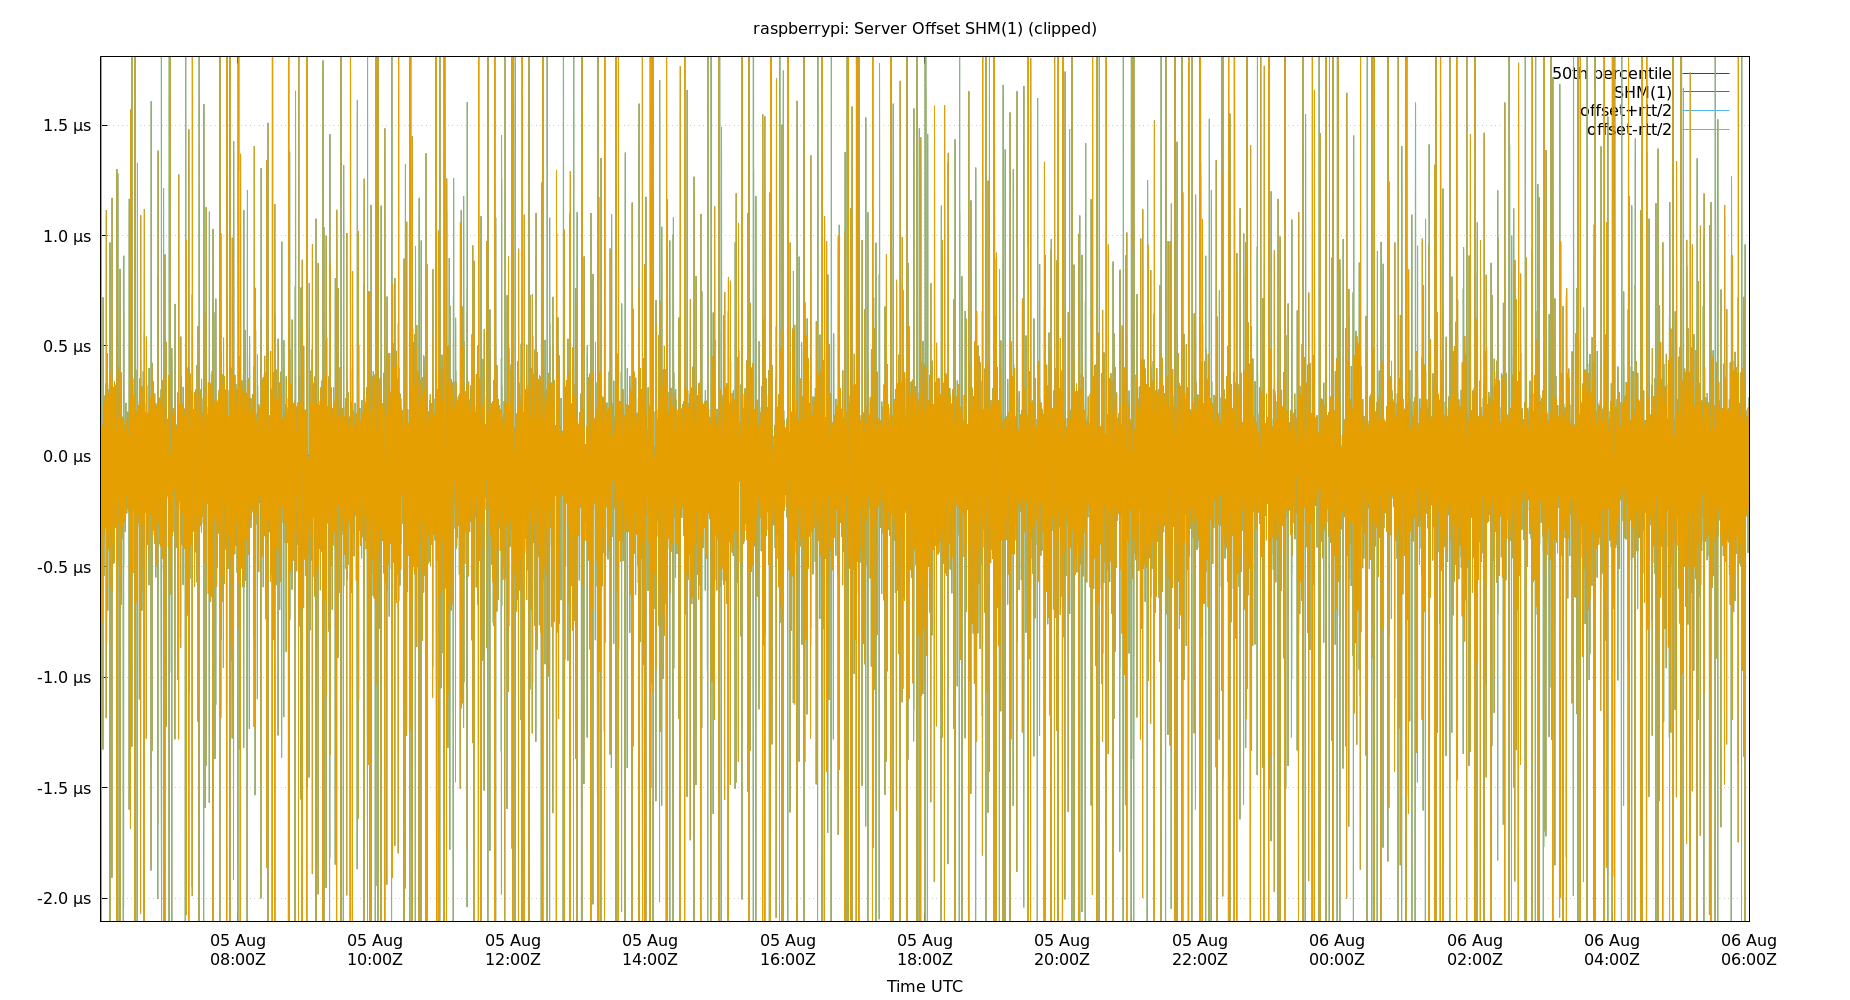 raspberrypi: Server Offset SHM(1) (clipped)
50th percentile
SHM(1)
offset+rtt/2
offset-rtt/2
1.5 µs
1.0 µs
0.5 µs
0.0 µs
-0.5 µs
-1.0 µs
-1.5 µs
-2.0 µs
05 Aug 05 Aug 05 Aug 05 Aug 05 Aug 05 Aug 05 Aug 05 Aug 06 Aug 06 Aug 06 Aug 06 Aug
08:00Z 10:00Z 12:00Z 14:00Z 16:00Z 18:00Z 20:00Z 22:00Z 00:00Z 02:00Z 04:00Z 06:00Z
Time UTC